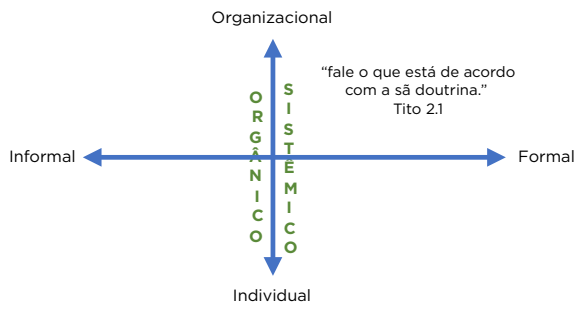 Organizacional
“fale o que está de acordo
com a sã doutrina.”
Tito 2.1
ORGÂNICO
SISTÊMICO
Informal
Formal
Individual